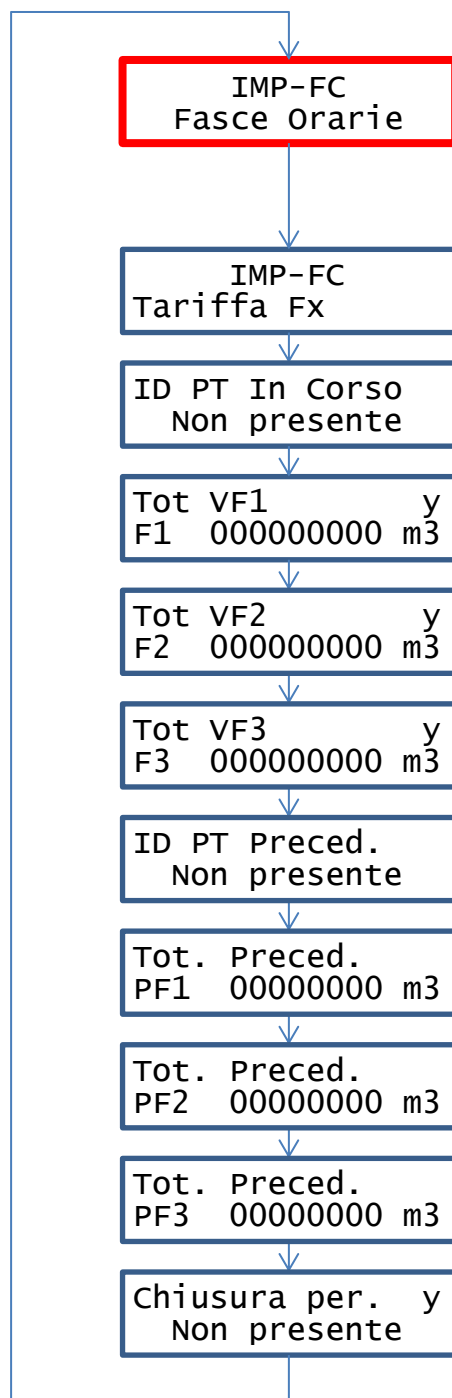 IMP-FC
Fasce Orarie
IMP-FC
Tariffa Fx
ID PT In Corso
Non presente
Tot VF1 y
F1 000000000 m3
Tot VF2 y
F2 000000000 m3
Tot VF3 y
F3 000000000 m3
ID PT Preced.
Non presente
Tot. Preced.
PF1 00000000 m3
Tot. Preced.
PF2 00000000 m3
Tot. Preced.
PF3 00000000 m3
Chiusura per. y
Non presente